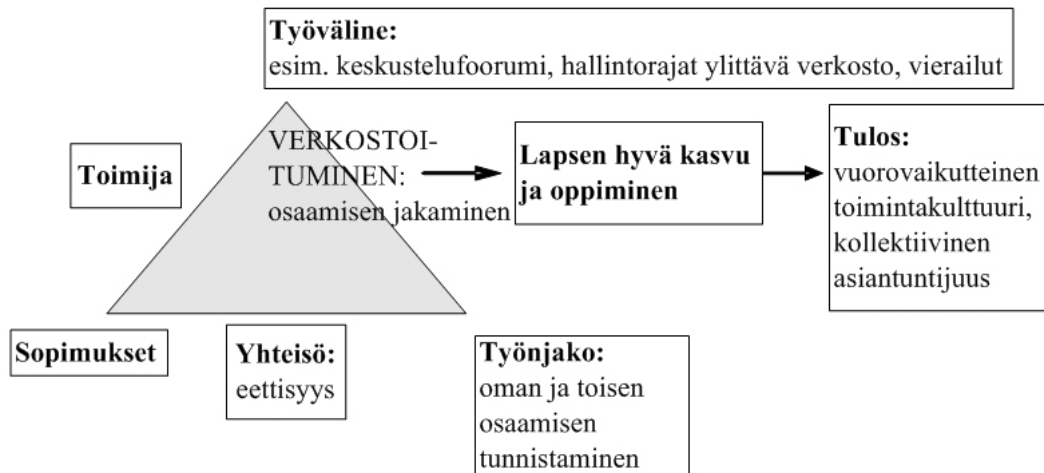 Työväline:
esim. keskustelufoorumi, hallintorajat ylittävä verkosto, vierailut
Toimija
VERKOSTOI-
TUMINEN:
osaamisen jakaminen
Lapsen hyvä kasvu
ja oppiminen
Tulos:
vuorovaikutteinen
toimintakulttuuri,
kollektiivinen
asiantuntijuus
Sopimukset
Yhteisö:
eettisyys
Työnjako:
oman ja toisen
osaamisen
tunnistaminen